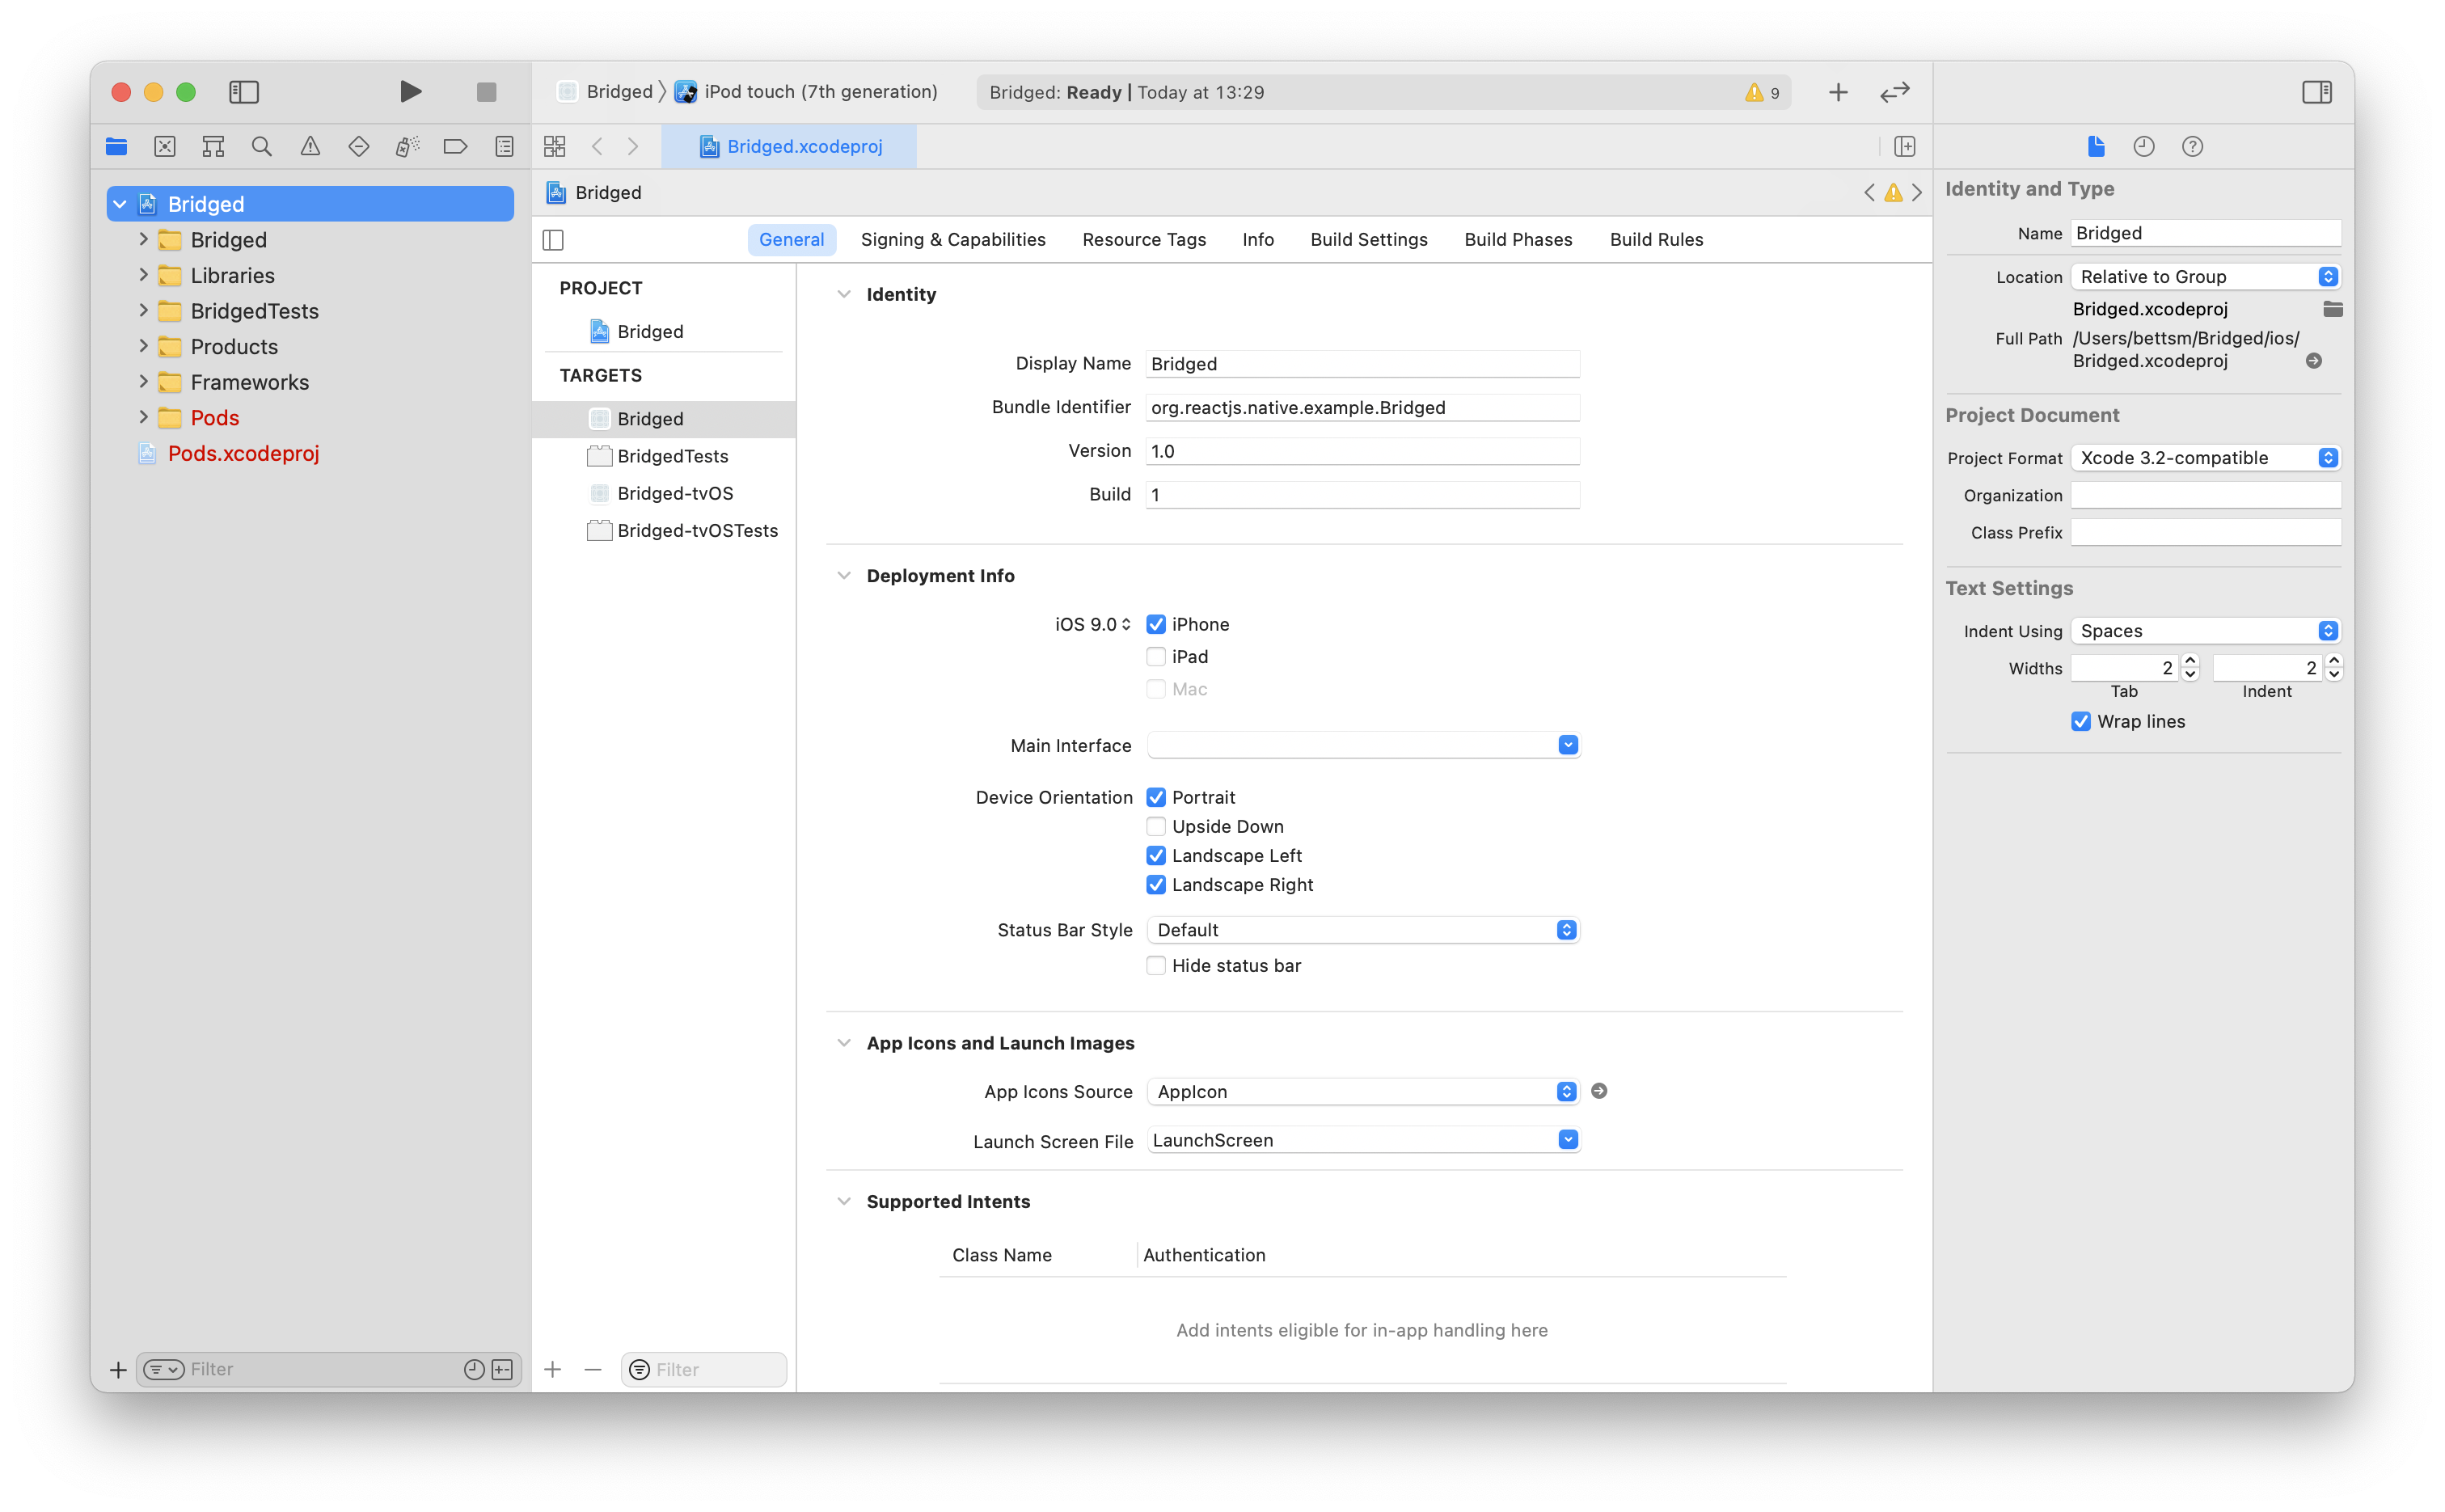 Bridged
iPod touch (7th generation)
Bridged: Ready | Today at 13:29
9
Bridged.xcodeproj
Bridged
Bridged
Libraries
BridgedTests
Products
Frameworks
Pods
Pods.xcodeproj
Filter
Bridged
General
Signing & Capabilities
Resource Tags
Info
Build Settings
Build Phases
Build Rules
PROJECT
Bridged
TARGETS
Bridged
BridgedTests
Bridged-tvOS
Bridged-tvOSTests
Filter
Identity
Display Name Bridged
Bundle Identifier org.reactjs.native.example.Bridged
Version 1.0
Build 1
Deployment Info
iOS 9.0 iPhone
iPad
Mac
Main Interface
Device Orientation Portrait
Upside Down
Landscape Left
Landscape Right
Status Bar Style Default
Hide status bar
App Icons and Launch Images
App Icons Source AppIcon
Launch Screen File LaunchScreen
Supported Intents
Class Name Authentication
Add intents eligible for in-app handling here
Identity and Type
Name Bridged
Location Relative to Group
Bridged.xcodeproj
Full Path /Users/bettsm/Bridged/ios/
Bridged.xcodeproj
Project Document
Project Format Xcode 3.2-compatible
Organization
Class Prefix
Text Settings
Indent Using Spaces
Widths 2 2
Tab Indent
Wrap lines